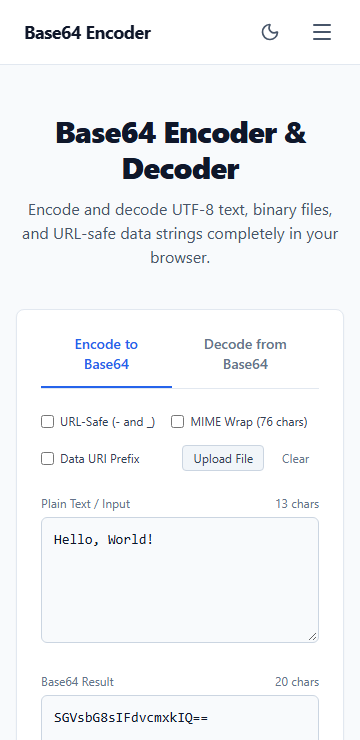 Base64 Encoder
Base64 Encoder &
Decoder
Encode and decode UTF-8 text, binary files,
and URL-safe data strings completely in your
browser.
Encode to
Base64
Decode from
Base64
URL-Safe (- and _)
MIME Wrap (76 chars)
Data URI Prefix
Upload File
Clear
Plain Text / Input
13 chars
Hello, World!
Base64 Result
20 chars
SGVsbG8sIFdvcmxkIQ==